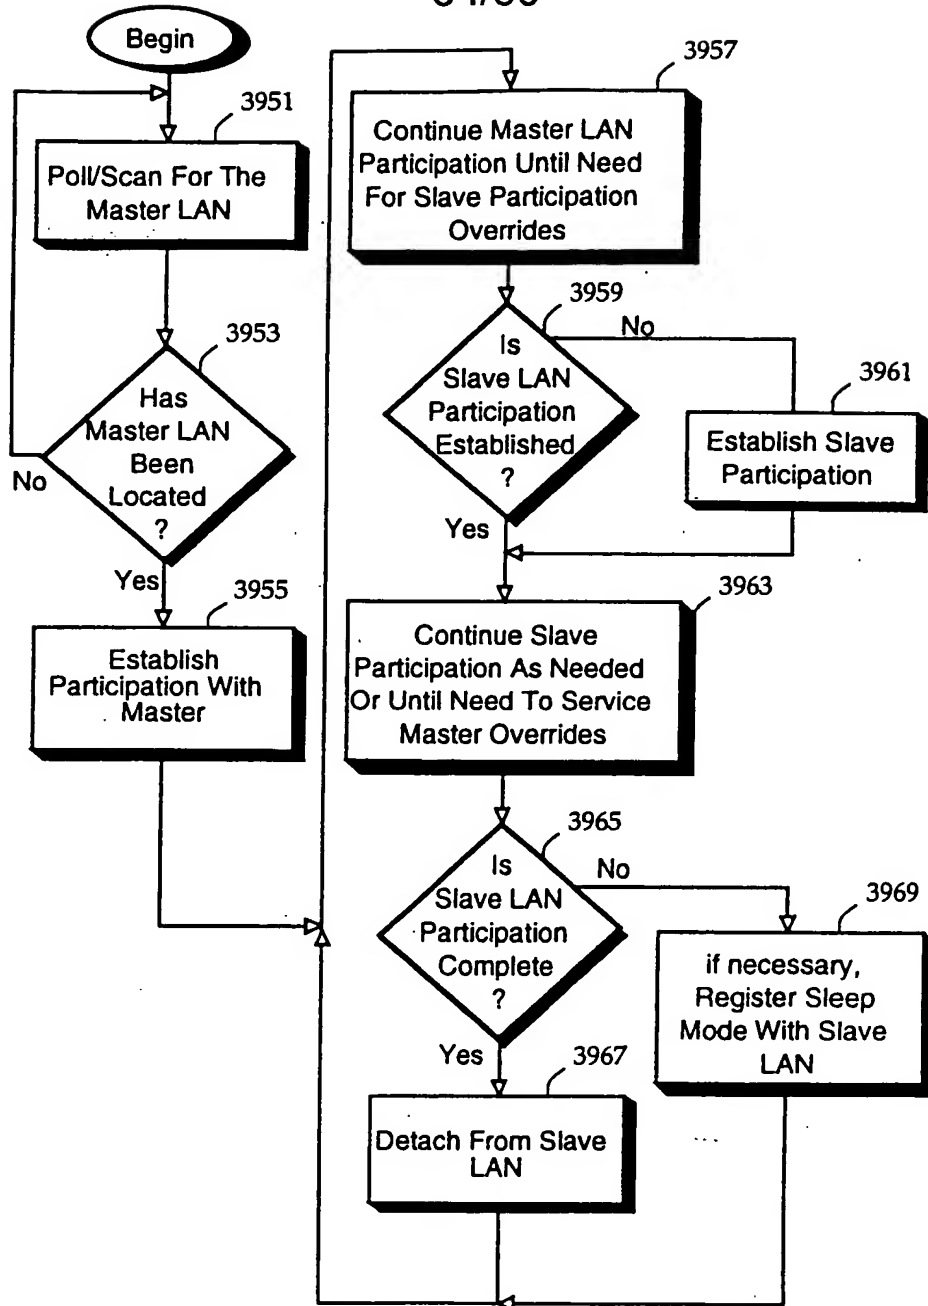 Begin
3951
Poll/Scan For The
Master LAN
3953
Has
Master LAN
Been
Located
?
No
Yes
3955
Establish
Participation With
Master
3957
Continue Master LAN
Participation Until Need
For Slave Participation
Overrides
3959
Is
Slave LAN
Participation
Established
?
No
Yes
3961
Establish Slave
Participation
3963
Continue Slave
Participation As Needed
Or Until Need To Service
Master Overrides
3965
Is
Slave LAN
Participation
Complete
?
No
Yes
3969
if necessary,
Register Sleep
Mode With Slave
LAN
3967
Detach From Slave
LAN